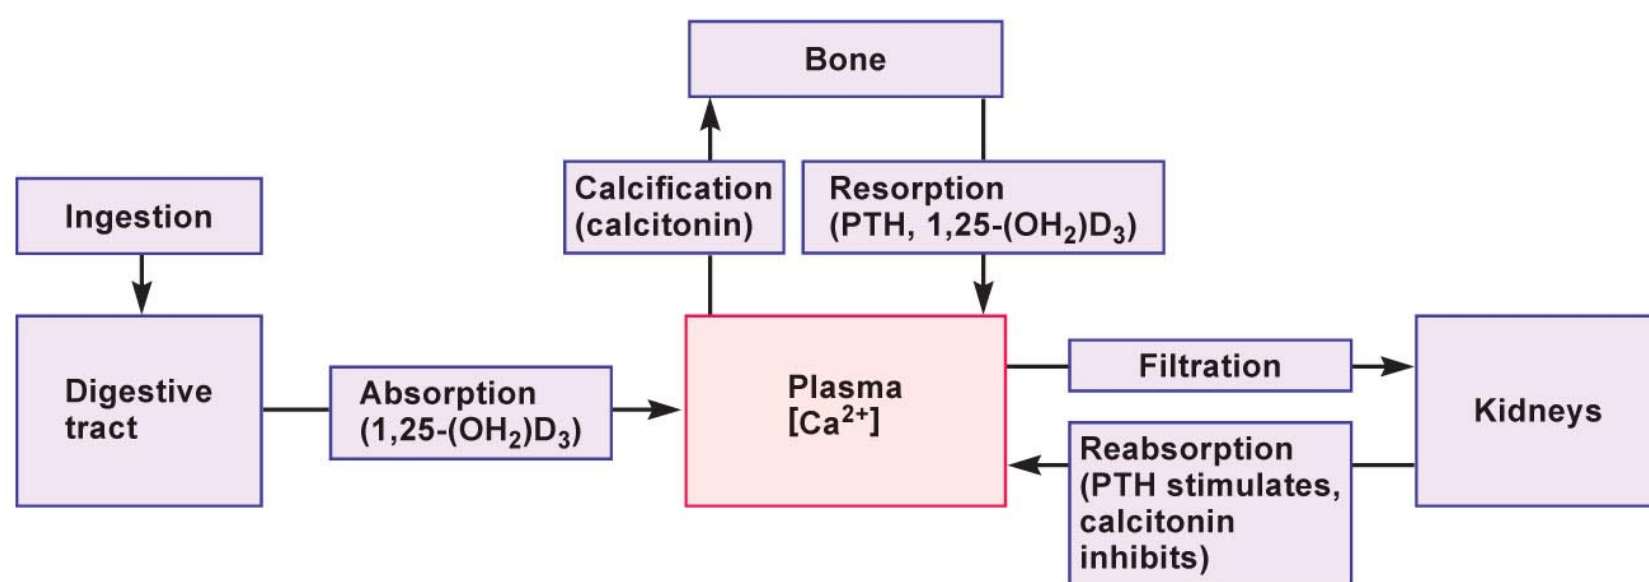 Bone
Calcification
(calcitonin)
Resorption
(PTH, 1,25-(OH₂)D₃)
Ingestion
Digestive
tract
Absorption
(1,25-(OH₂)D₃)
Plasma
[Ca²⁺]
Filtration
Kidneys
Reabsorption
(PTH stimulates,
calcitonin
inhibits)